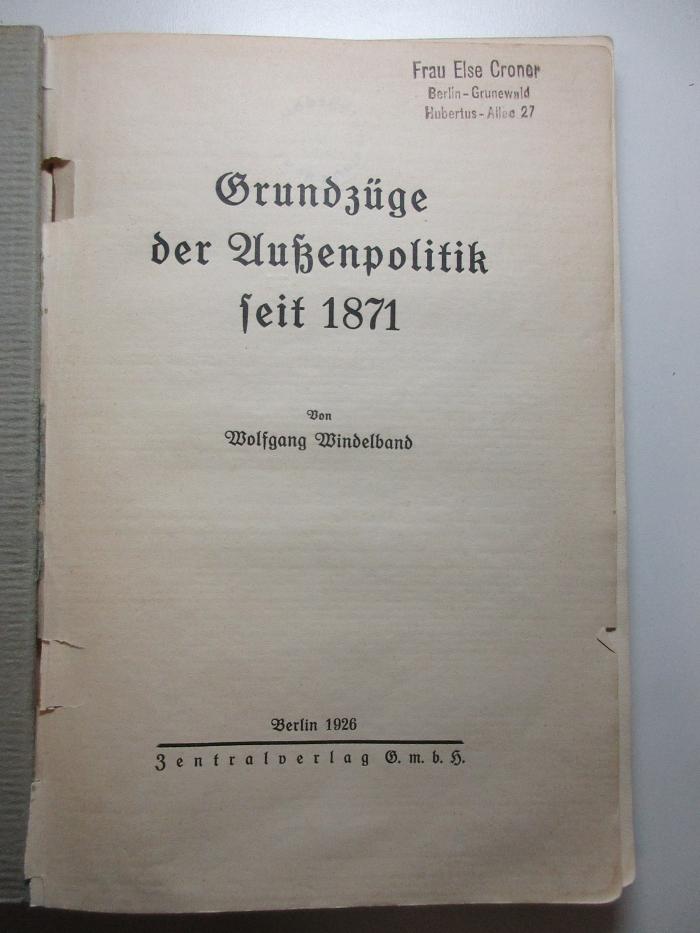 Frau Else Croner
Berlin-Grunewald
Hubertus-Allee 27
Grundzüge
der Außenpolitik
seit 1871
Von
Wolfgang Windelband
Berlin 1926
Zentralverlag G. m. b. H.